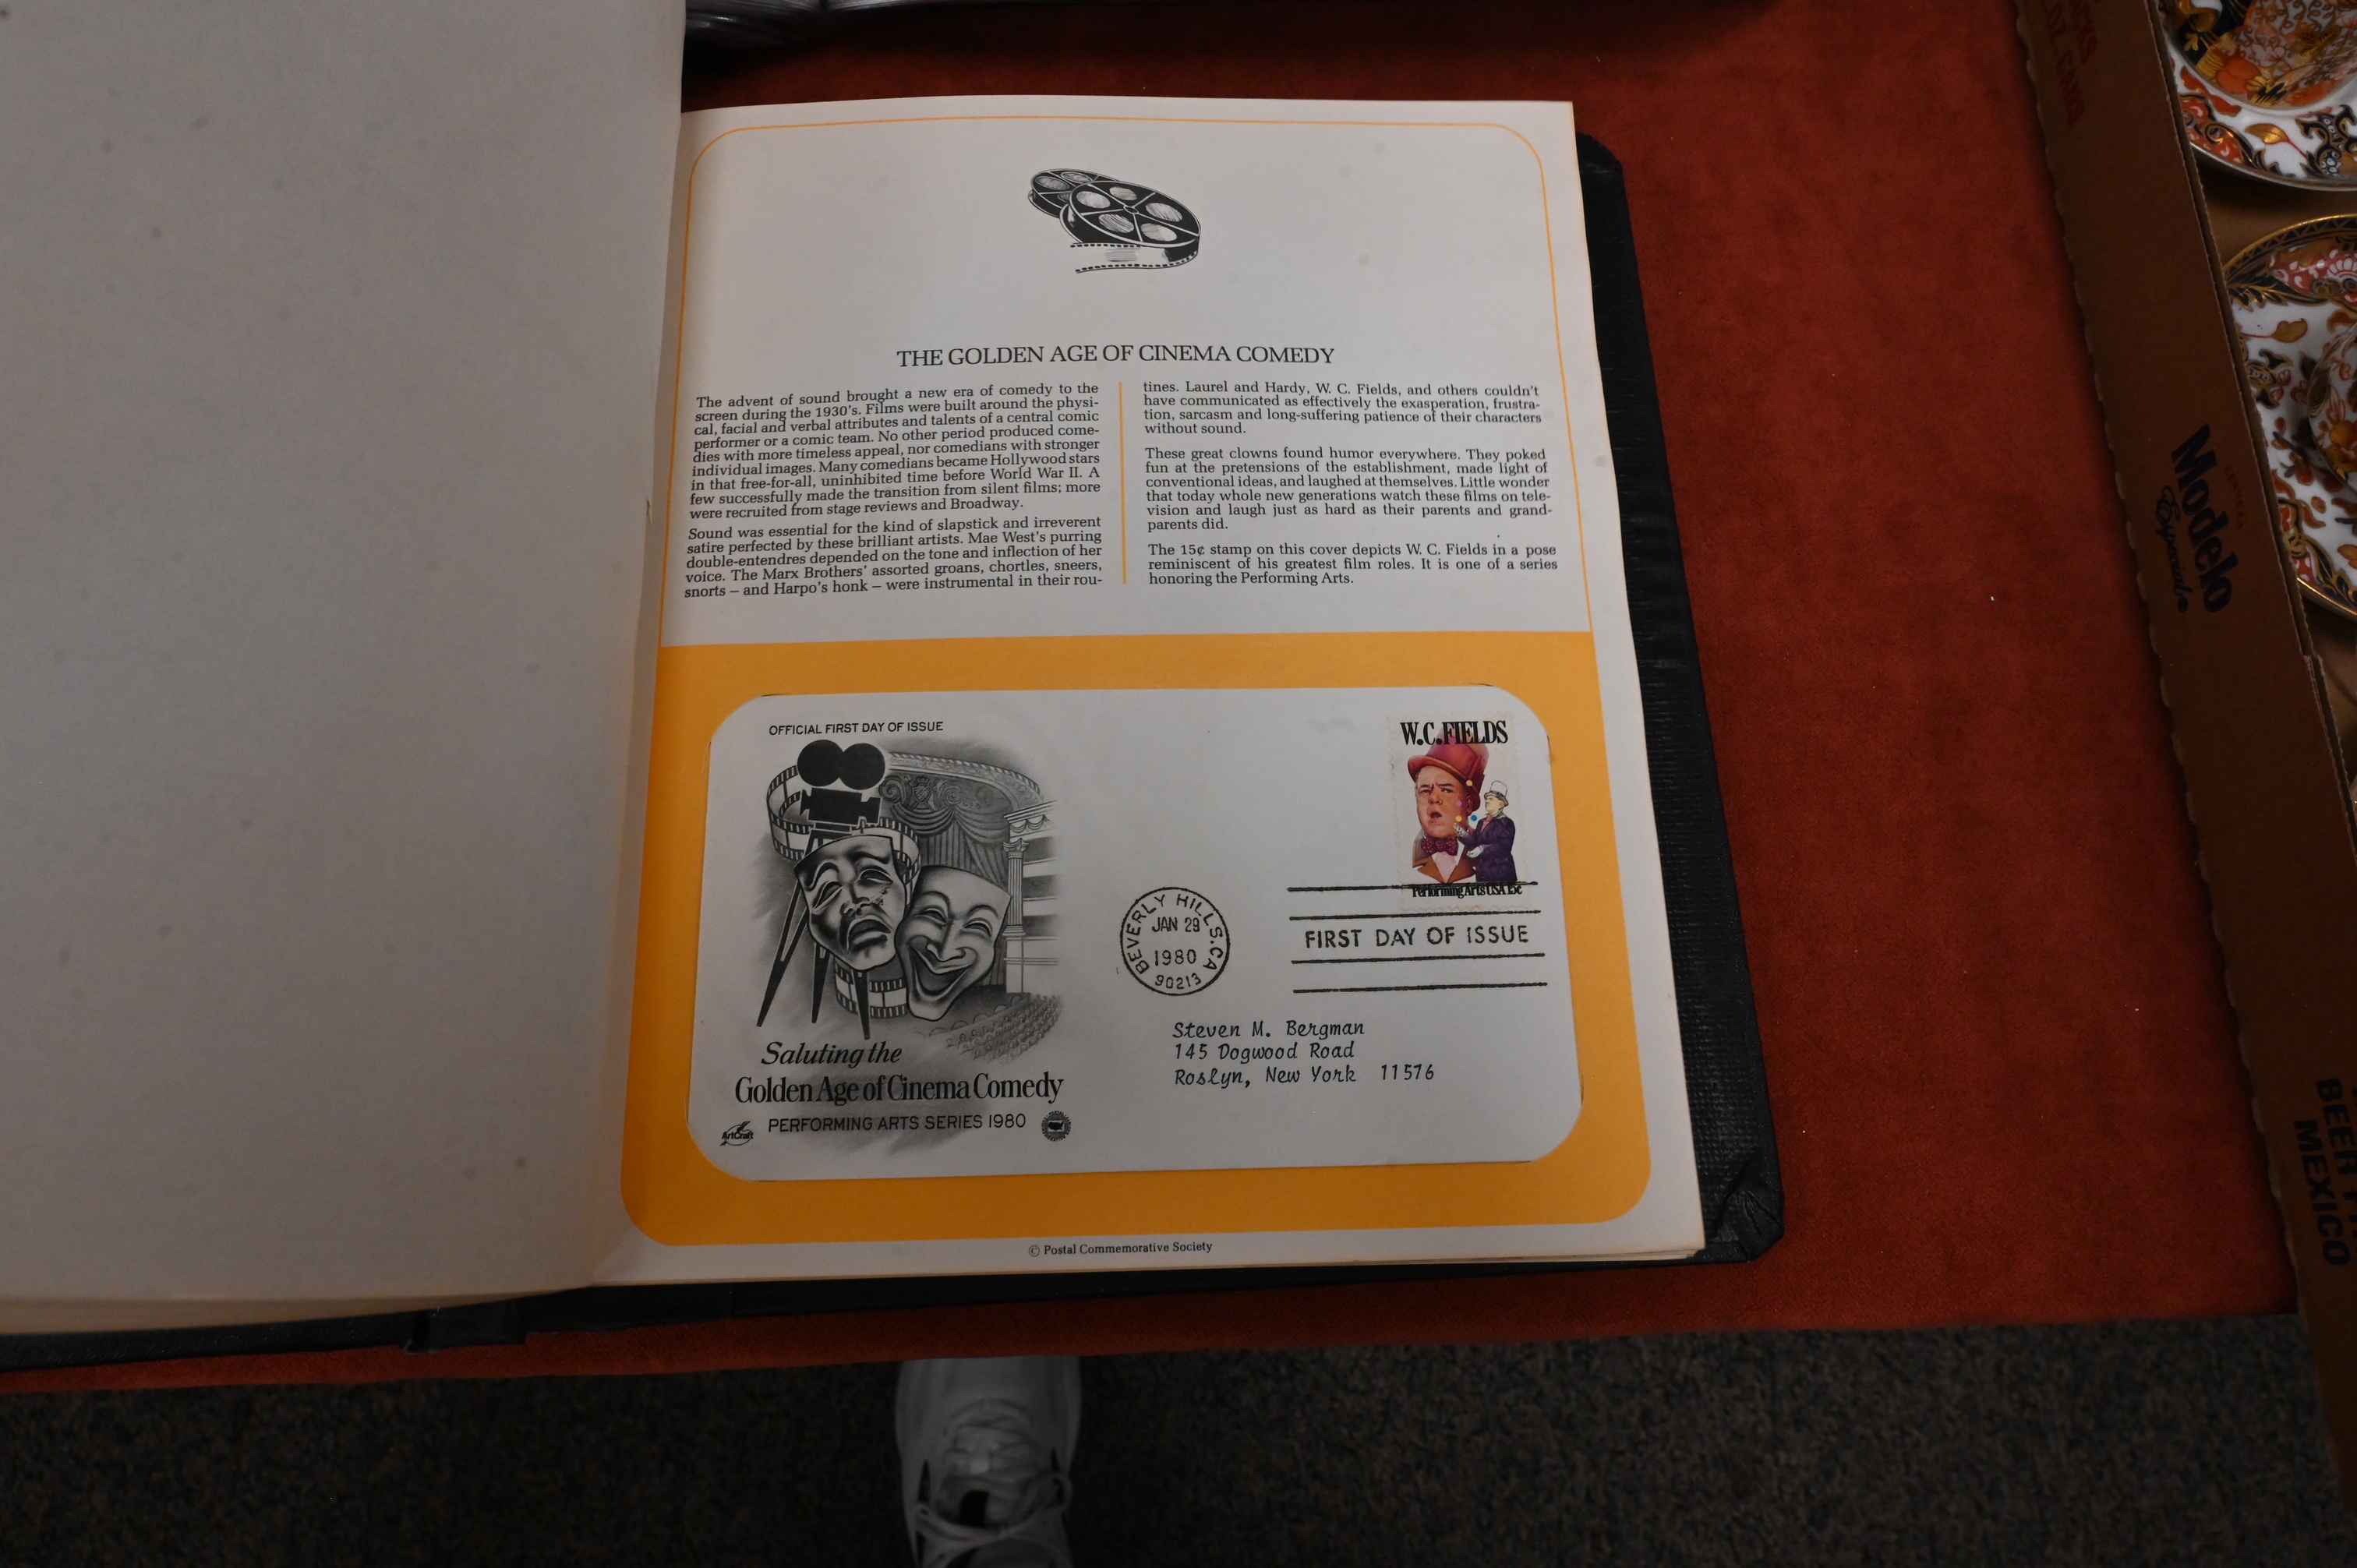 THE GOLDEN AGE OF CINEMA COMEDY
The advent of sound brought a new era of comedy to the
screen during the 1930's. Films were built around the physi-
cal, facial and verbal attributes and talents of a central comic
performer or a comic team. No other period produced come-
dies with more timeless appeal, nor comedians with stronger
individual images. Many comedians became Hollywood stars
in that free-for-all, uninhibited time before World War II. A
few successfully made the transition from silent films; more
were recruited from stage reviews and Broadway.
Sound was essential for the kind of slapstick and irreverent
satire perfected by these brilliant artists. Mae West's purring
double-entendres depended on the tone and inflection of her
voice. The Marx Brothers' assorted groans, chortles, sneers,
snorts – and Harpo's honk – were instrumental in their rou-
tines. Laurel and Hardy, W. C. Fields, and others couldn't
have communicated as effectively the exasperation, frustra-
tion, sarcasm and long-suffering patience of their characters
without sound.
These great clowns found humor everywhere. They poked
fun at the pretensions of the establishment, made light of
conventional ideas, and laughed at themselves. Little wonder
that today whole new generations watch these films on tele-
vision and laugh just as hard as their parents and grand-
parents did.
The 15¢ stamp on this cover depicts W. C. Fields in a pose
reminiscent of his greatest film roles. It is one of a series
honoring the Performing Arts.
OFFICIAL FIRST DAY OF ISSUE
W.C.FIELDS
Performing Arts USA 15c
BEVERLY HILLS, CA
JAN 29
1980
90213
FIRST DAY OF ISSUE
Steven M. Bergman
145 Dogwood Road
Roslyn, New York 11576
Saluting the
Golden Age of Cinema Comedy
ArtCraft
PERFORMING ARTS SERIES 1980
© Postal Commemorative Society
OZ. CANS
Modelo
Especial
BEER
MEXICO